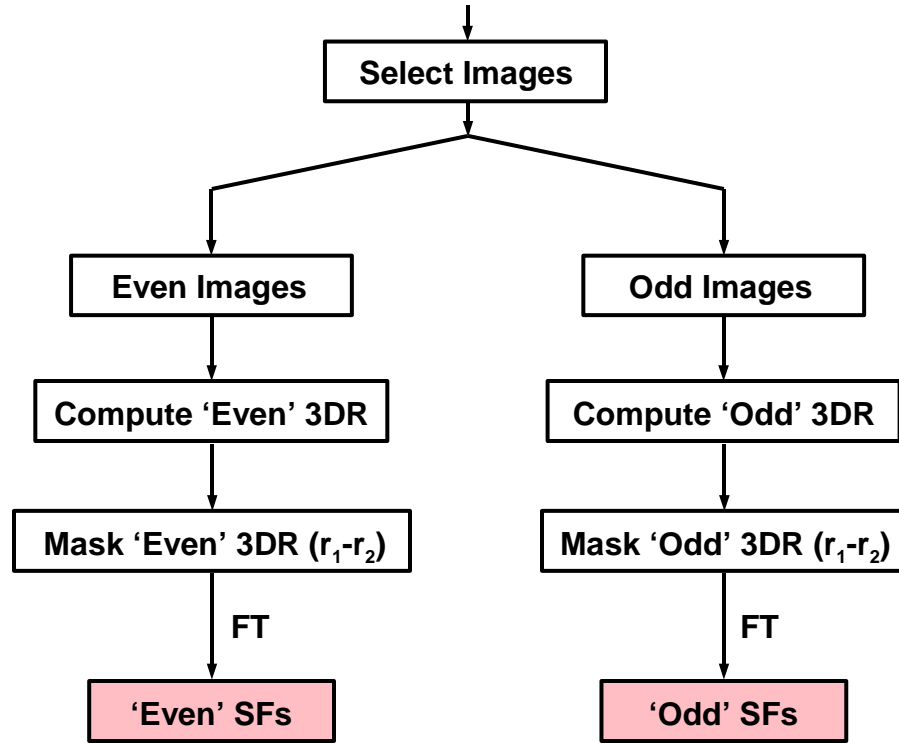 Select Images
Even Images
Odd Images
Compute ‘Even’ 3DR
Compute ‘Odd’ 3DR
Mask ‘Even’ 3DR (r₁-r₂)
Mask ‘Odd’ 3DR (r₁-r₂)
FT
FT
‘Even’ SFs
‘Odd’ SFs